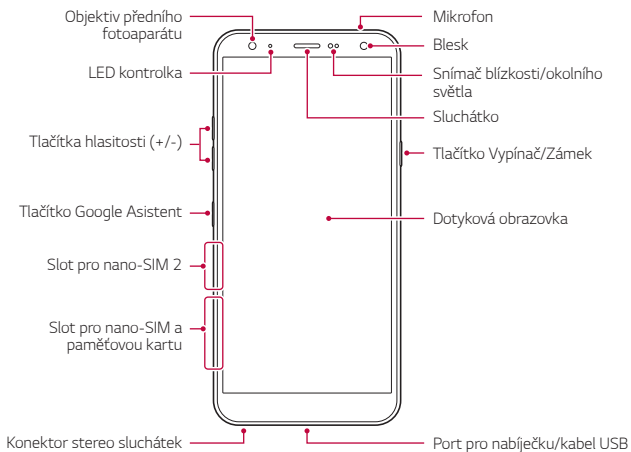 Objektiv předního
fotoaparátu
LED kontrolka
Tlačítka hlasitosti (+/-)
Tlačítko Google Asistent
Slot pro nano-SIM 2
Slot pro nano-SIM a
paměťovou kartu
Konektor stereo sluchátek
Mikrofon
Blesk
Snímač blízkosti/okolního
světla
Sluchátko
Tlačítko Vypínač/Zámek
Dotyková obrazovka
Port pro nabíječku/kabel USB